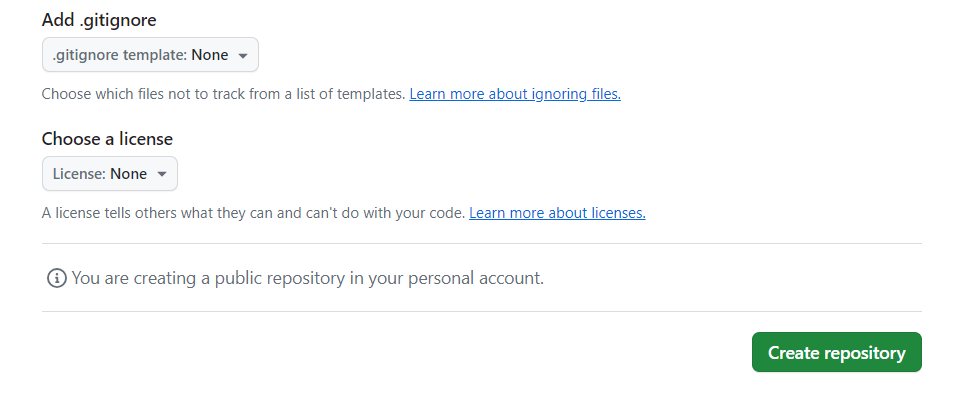 Add .gitignore
.gitignore template: None
Choose which files not to track from a list of templates. Learn more about ignoring files.
Choose a license
License: None
A license tells others what they can and can't do with your code. Learn more about licenses.
You are creating a public repository in your personal account.
Create repository